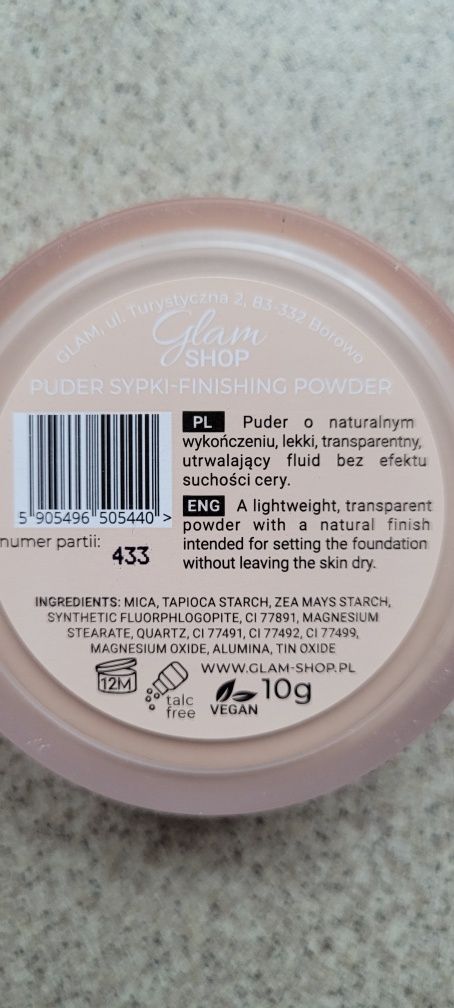 GLAM, ul. Turystyczna 2, 83-332 Borowo
Glam
SHOP
PUDER SYPKI-FINISHING POWDER
5 905496 505440 >
numer partii:
433
PL Puder o naturalnym
wykończeniu, lekki, transparentny,
utrwalający fluid bez efektu
suchości cery.
ENG A lightweight, transparent
powder with a natural finish
intended for setting the foundation
without leaving the skin dry.
INGREDIENTS: MICA, TAPIOCA STARCH, ZEA MAYS STARCH,
SYNTHETIC FLUORPHLOGOPITE, CI 77891, MAGNESIUM
STEARATE, QUARTZ, CI 77491, CI 77492, CI 77499,
MAGNESIUM OXIDE, ALUMINA, TIN OXIDE
12M
talc
free
WWW.GLAM-SHOP.PL
VEGAN
10g